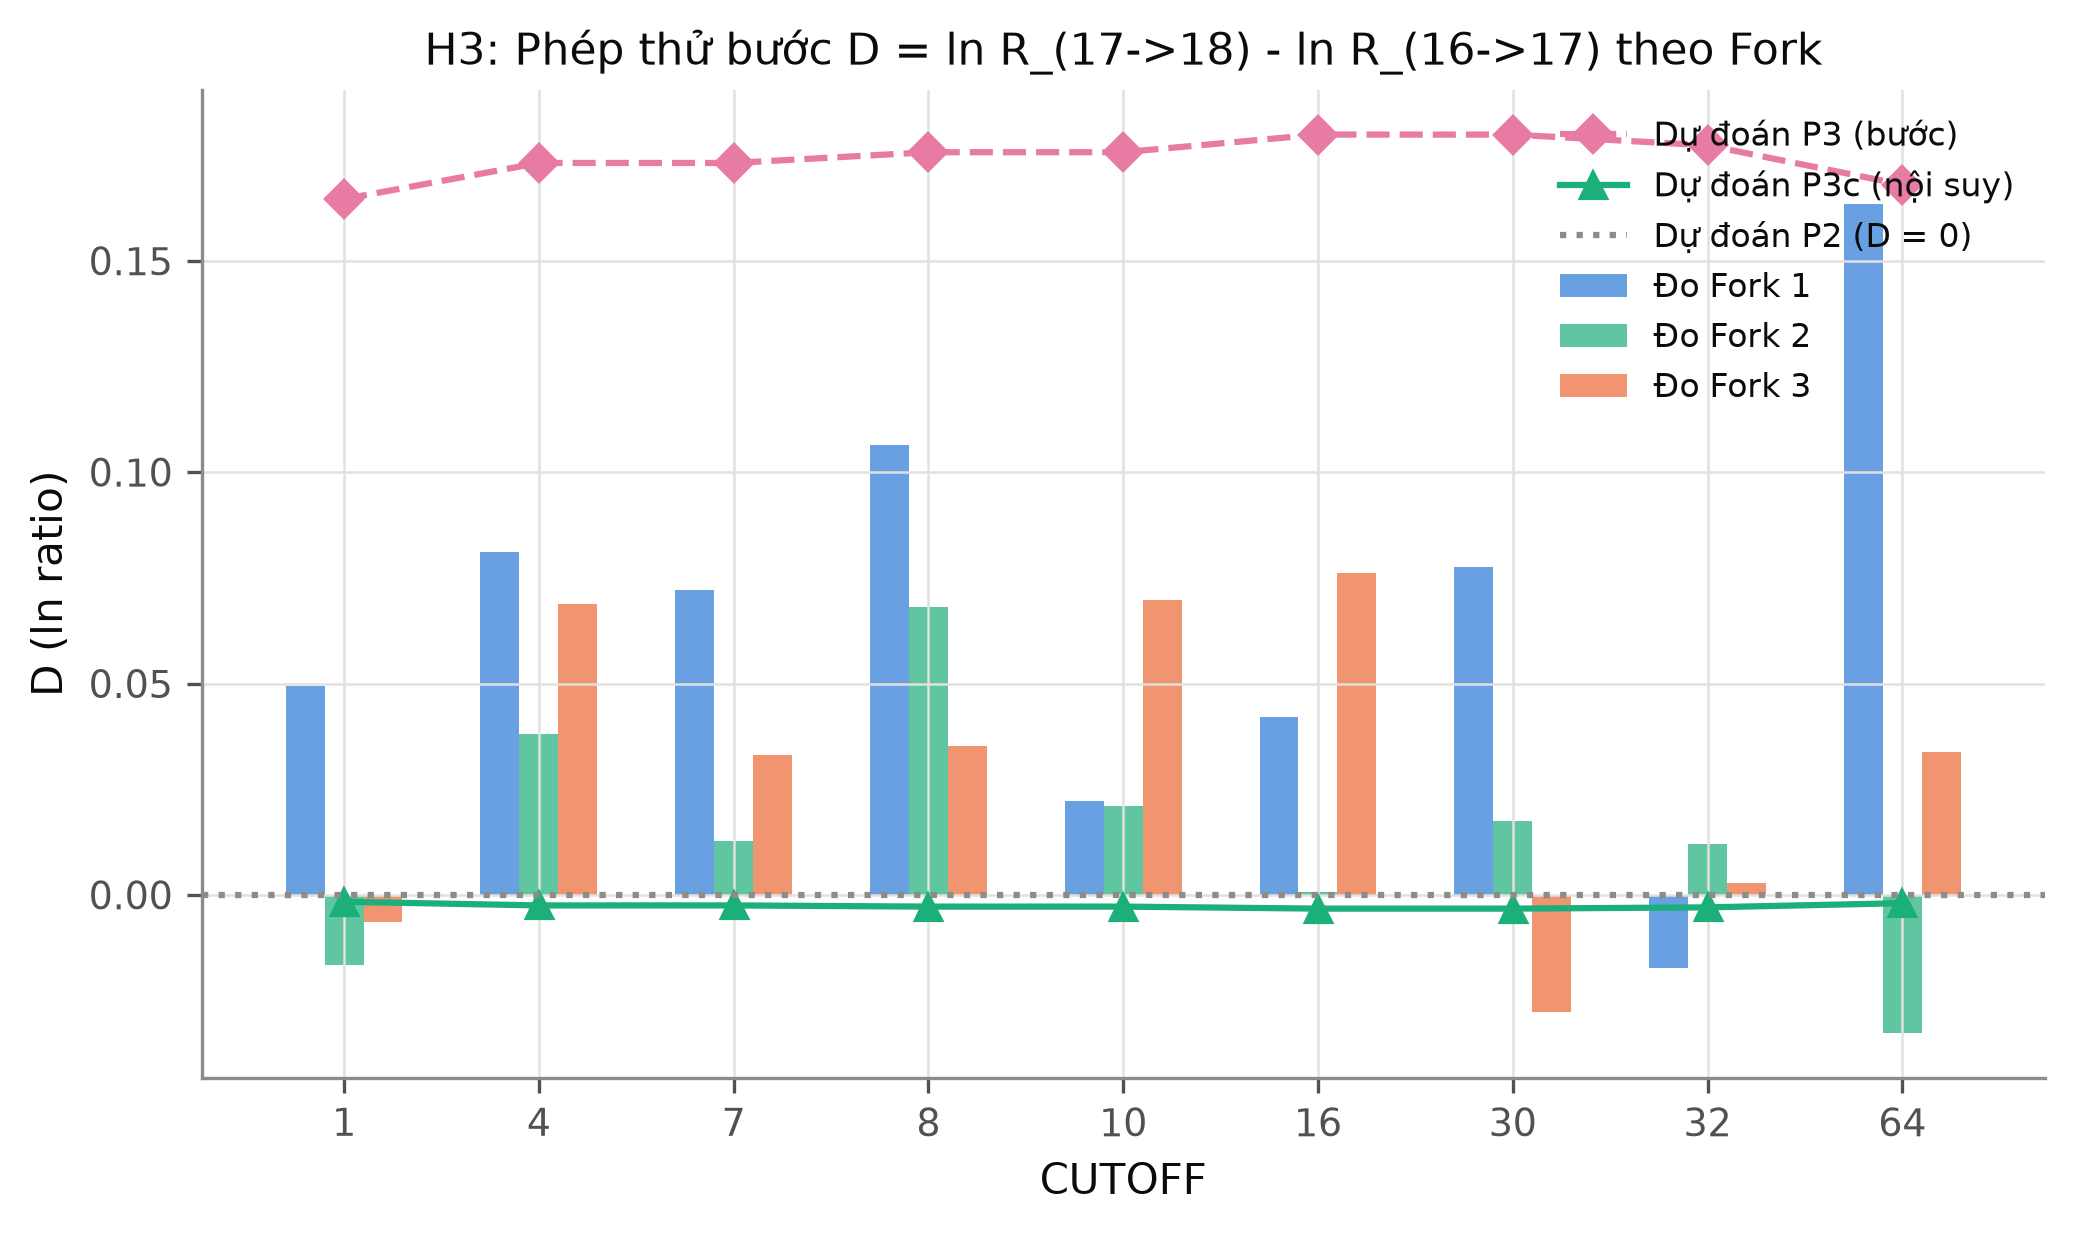 H3: Phép thử bước D = ln R_(17->18) - ln R_(16->17) theo Fork
Dự đoán P3 (bước)
Dự đoán P3c (nội suy)
Dự đoán P2 (D = 0)
Đo Fork 1
Đo Fork 2
Đo Fork 3
D (ln ratio)
0.15
0.10
0.05
0.00
1 4 7 8 10 16 30 32 64
CUTOFF